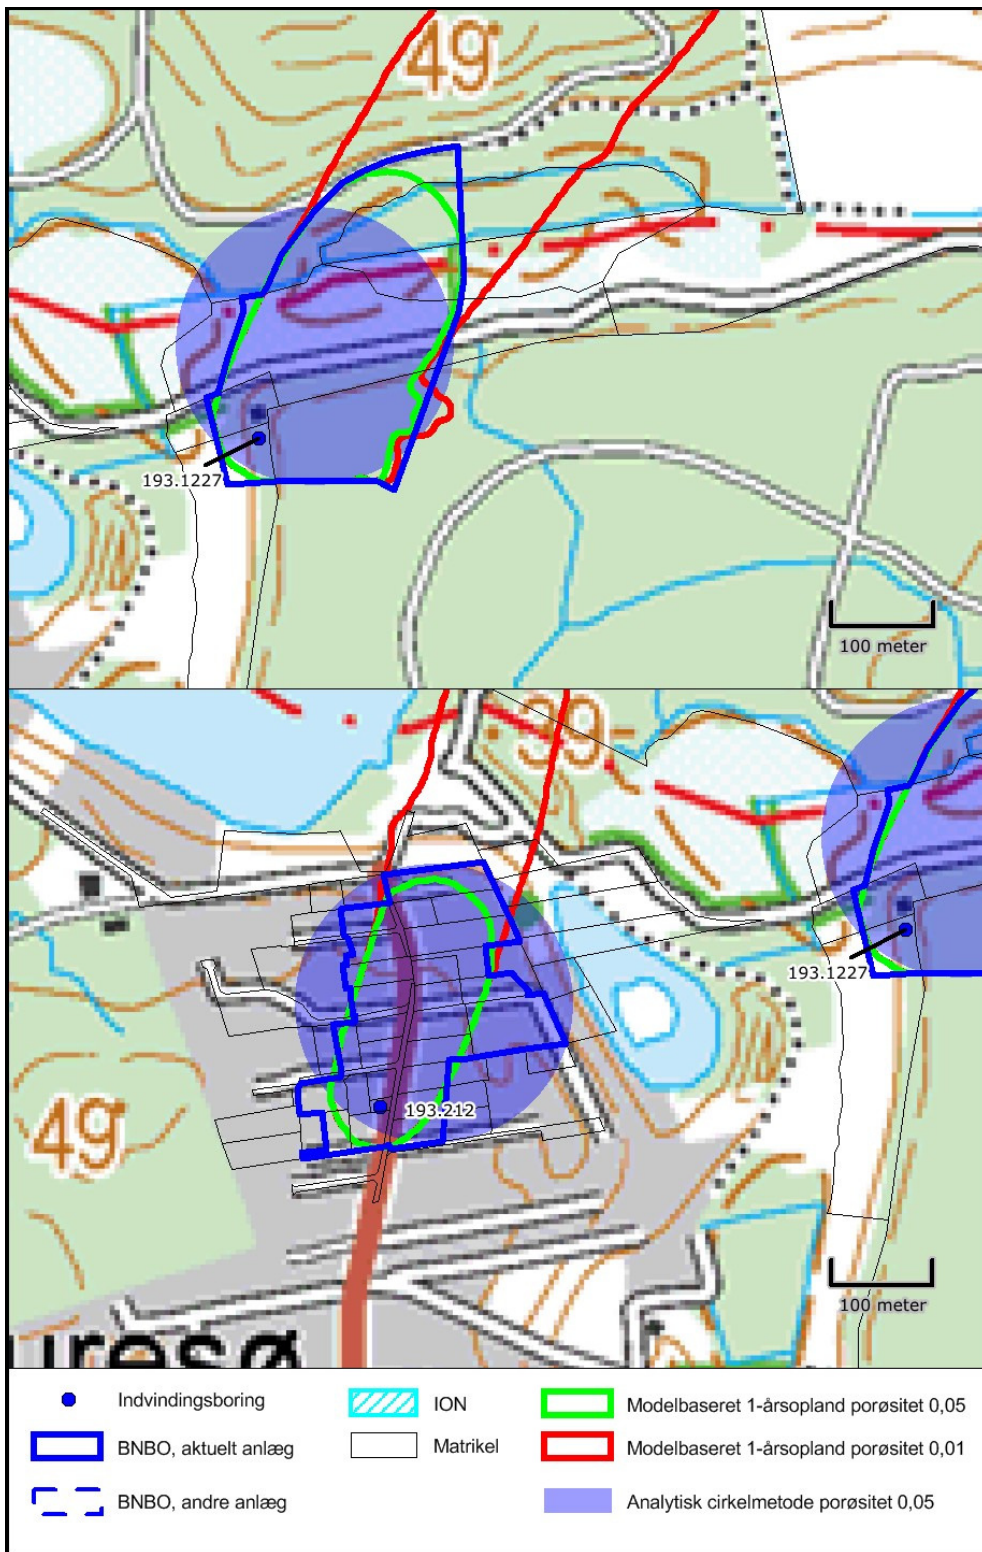 49
193.1227
100 meter
39
193.1227
193.212
49
100 meter
uresø
Indvindingsboring
ION
Modelbaseret 1-årsopland porøsitet 0,05
BNBO, aktuelt anlæg
Matrikel
Modelbaseret 1-årsopland porøsitet 0,01
BNBO, andre anlæg
Analytisk cirkelmetode porøsitet 0,05